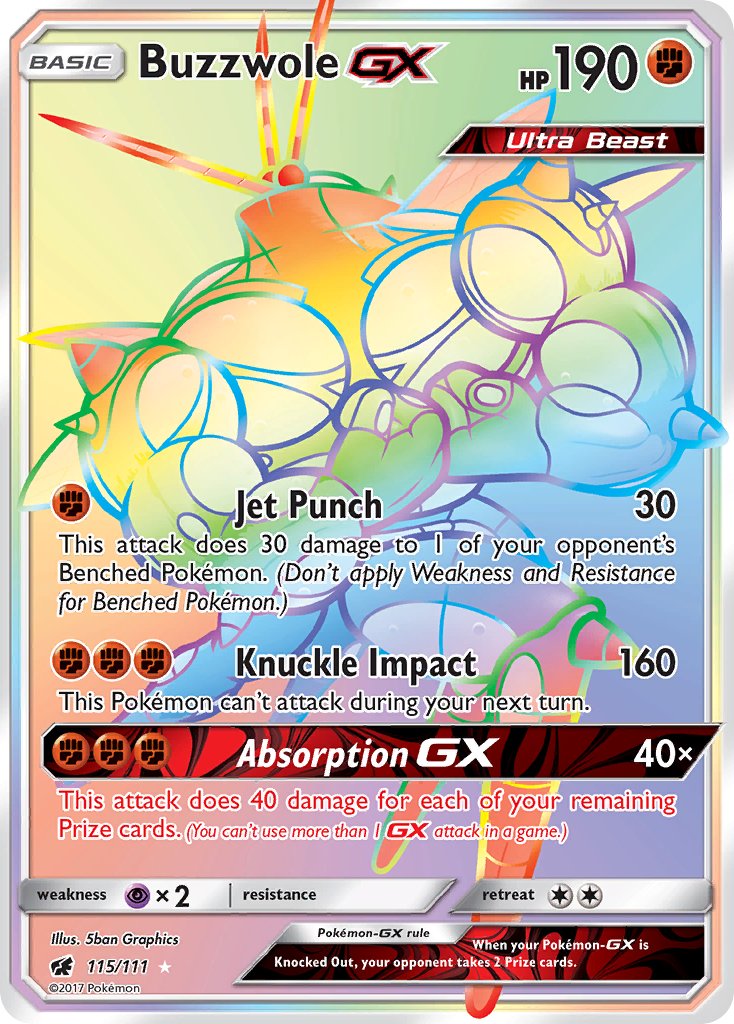 BASIC
Buzzwole GX
HP 190
Ultra Beast
Jet Punch 30
This attack does 30 damage to 1 of your opponent's
Benched Pokémon. (Don't apply Weakness and Resistance
for Benched Pokémon.)
Knuckle Impact 160
This Pokémon can't attack during your next turn.
Absorption GX 40×
This attack does 40 damage for each of your remaining
Prize cards. (You can't use more than 1 GX attack in a game.)
weakness × 2 resistance retreat
Illus. 5ban Graphics
115/111
©2017 Pokémon
Pokémon-GX rule
When your Pokémon-GX is
Knocked Out, your opponent takes 2 Prize cards.